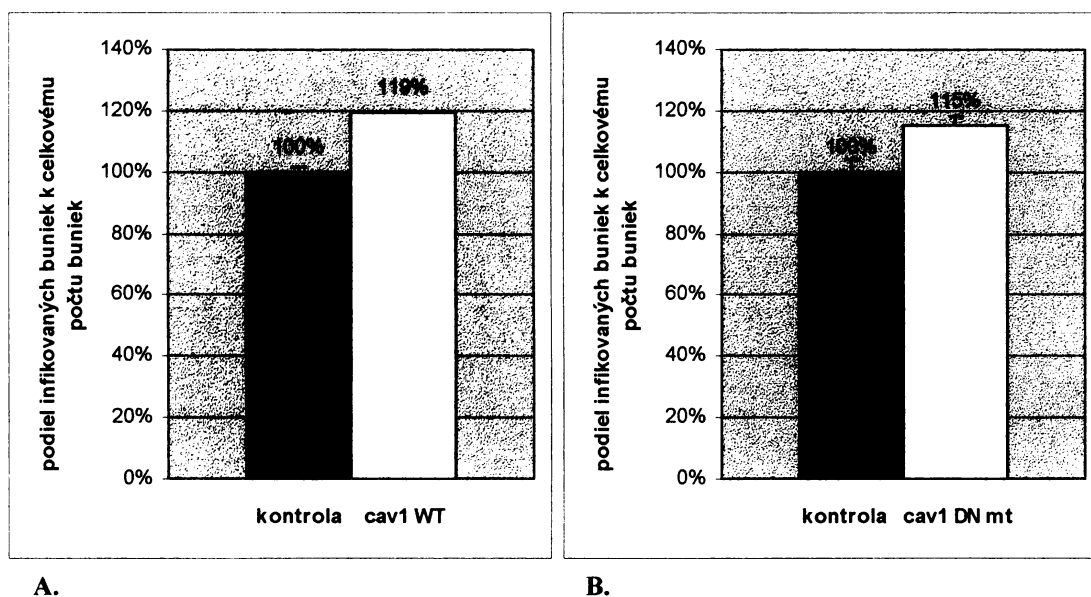 podiel infikovaných buniek k celkovému
počtu buniek
140%
120%
100%
80%
60%
40%
20%
0%
100%
119%
kontrola cav1 WT
A.
podiel infikovaných buniek k celkovému
počtu buniek
140%
120%
100%
80%
60%
40%
20%
0%
100%
115%
kontrola cav1 DN mt
B.